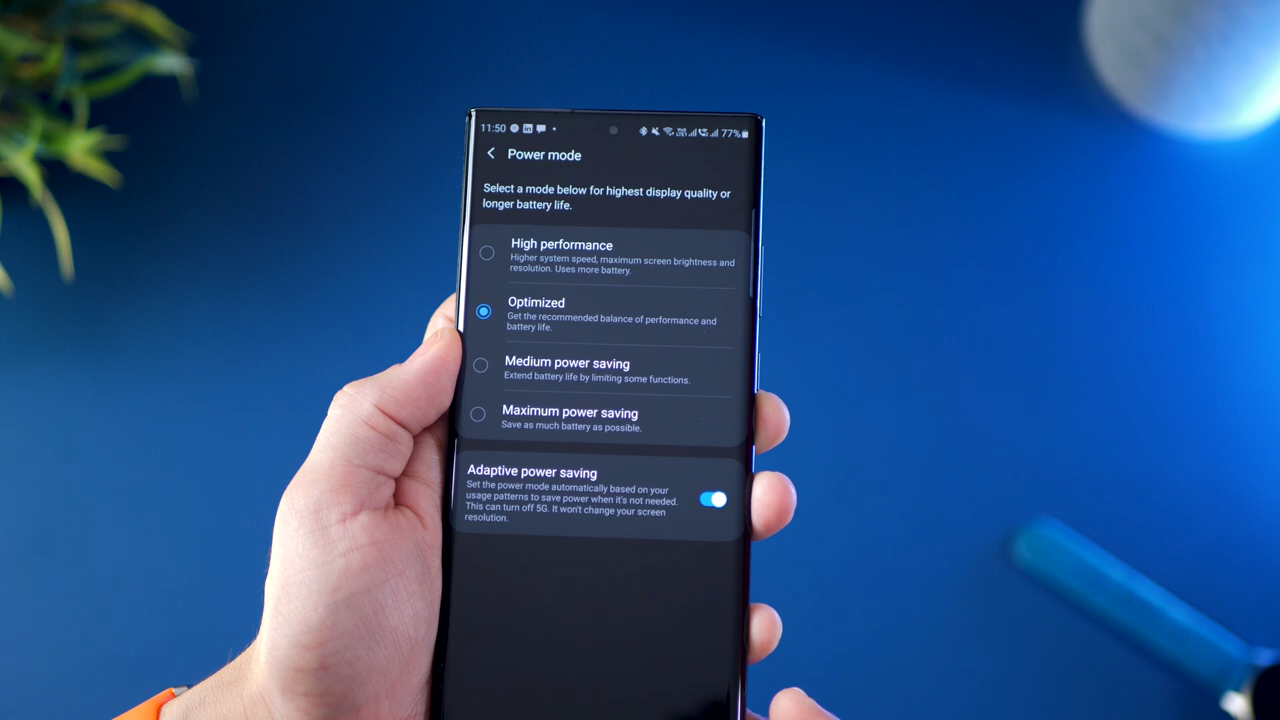 11:50 in 77%
Power mode
Select a mode below for highest display quality or
longer battery life.
High performance
Higher system speed, maximum screen brightness and
resolution. Uses more battery.
Optimized
Get the recommended balance of performance and
battery life.
Medium power saving
Extend battery life by limiting some functions.
Maximum power saving
Save as much battery as possible.
Adaptive power saving
Set the power mode automatically based on your
usage patterns to save power when it's not needed.
This can turn off 5G. It won't change your screen
resolution.